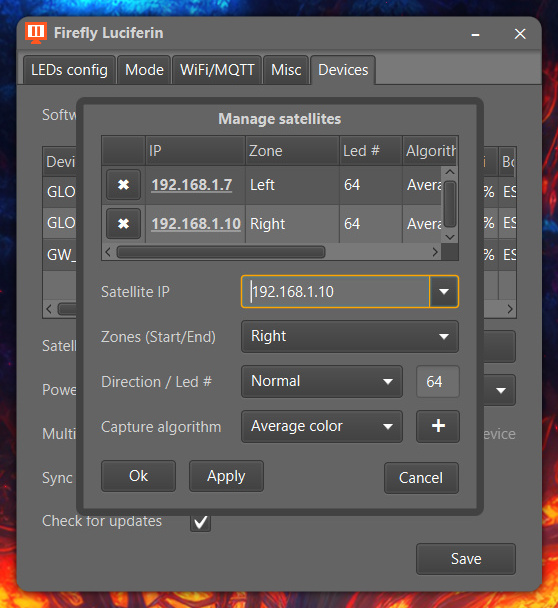 Firefly Luciferin
LEDs config Mode WiFi/MQTT Misc Devices
Softw
Manage satellites
IP Zone Led # Algorith
192.168.1.7 Left 64 Avera
192.168.1.10 Right 64 Avera
Devi i Bo
GLO % ES
GLO % ES
GW_ % ES
Satellite IP 192.168.1.10
Zones (Start/End) Right
Direction / Led # Normal 64
Capture algorithm Average color +
Ok Apply Cancel
Satell
Powe
Multi evice
Sync
Check for updates
Save